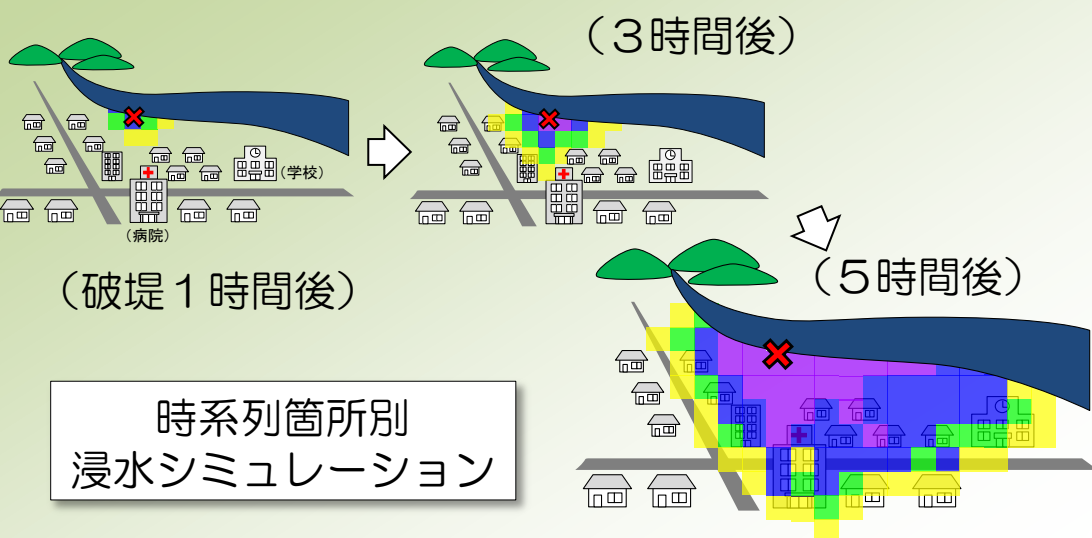 （３時間後）
（学校）
（病院）
（破堤１時間後）
（５時間後）
時系列箇所別
浸水シミュレーション